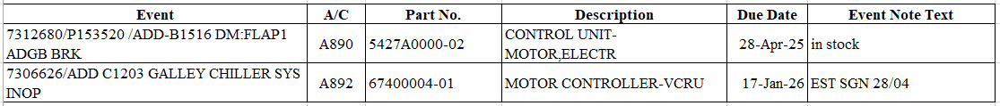 Event A/C Part No. Description Due Date Event Note Text
7312680/P153520 /ADD-B1516 DM:FLAP1 ADGB BRK A890 5427A0000-02 CONTROL UNIT-MOTOR,ELECTR 28-Apr-25 in stock
7306626/ADD C1203 GALLEY CHILLER SYS INOP A892 67400004-01 MOTOR CONTROLLER-VCRU 17-Jan-26 EST SGN 28/04